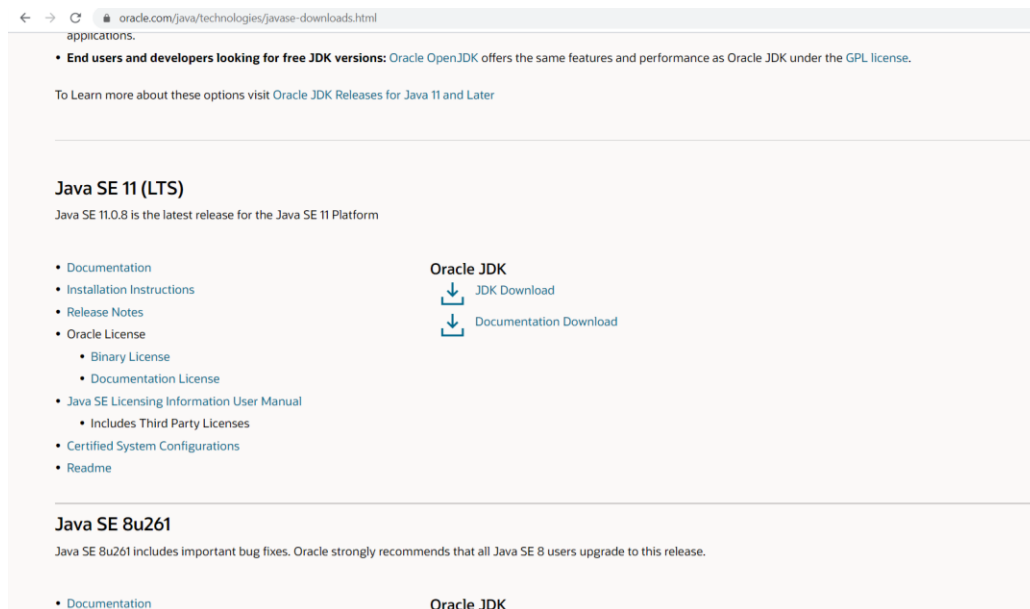 oracle.com/java/technologies/javase-downloads.html
applications.
• End users and developers looking for free JDK versions: Oracle OpenJDK offers the same features and performance as Oracle JDK under the GPL license.
To Learn more about these options visit Oracle JDK Releases for Java 11 and Later
Java SE 11 (LTS)
Java SE 11.0.8 is the latest release for the Java SE 11 Platform
• Documentation
• Installation Instructions
• Release Notes
• Oracle License
• Binary License
• Documentation License
• Java SE Licensing Information User Manual
• Includes Third Party Licenses
• Certified System Configurations
• Readme
Oracle JDK
JDK Download
Documentation Download
Java SE 8u261
Java SE 8u261 includes important bug fixes. Oracle strongly recommends that all Java SE 8 users upgrade to this release.
• Documentation
Oracle JDK